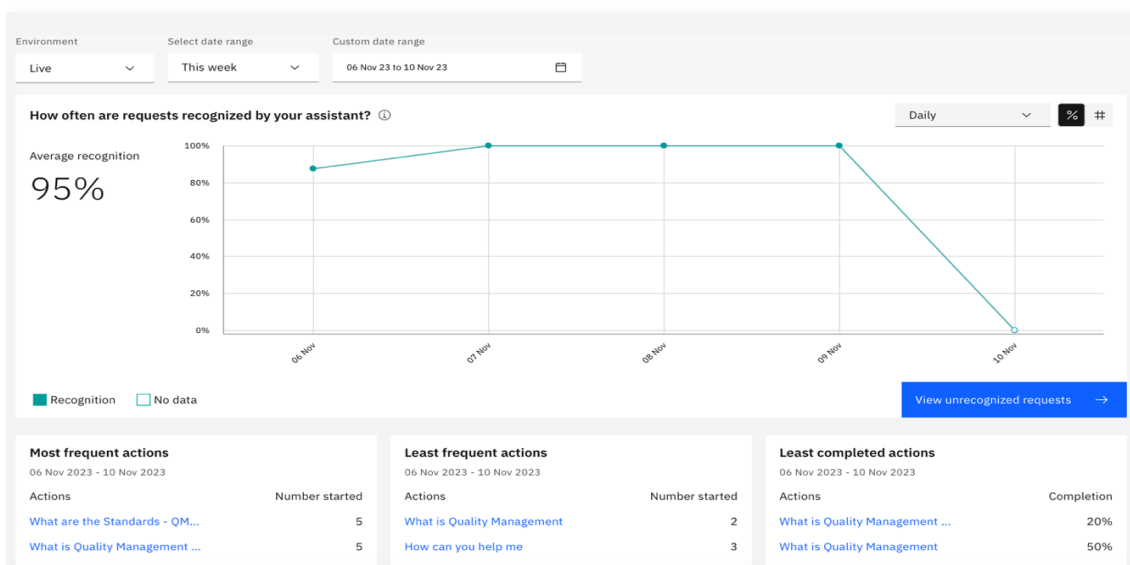 Environment
Select date range
Custom date range
Live
This week
06 Nov 23 to 10 Nov 23
How often are requests recognized by your assistant?
Daily
%
#
Average recognition
95%
100%
80%
60%
40%
20%
0%
06 Nov
07 Nov
08 Nov
09 Nov
10 Nov
Recognition
No data
View unrecognized requests
Most frequent actions
06 Nov 2023 - 10 Nov 2023
Actions Number started
What are the Standards - QM... 5
What is Quality Management ... 5
Least frequent actions
06 Nov 2023 - 10 Nov 2023
Actions Number started
What is Quality Management 2
How can you help me 3
Least completed actions
06 Nov 2023 - 10 Nov 2023
Actions Completion
What is Quality Management ... 20%
What is Quality Management 50%